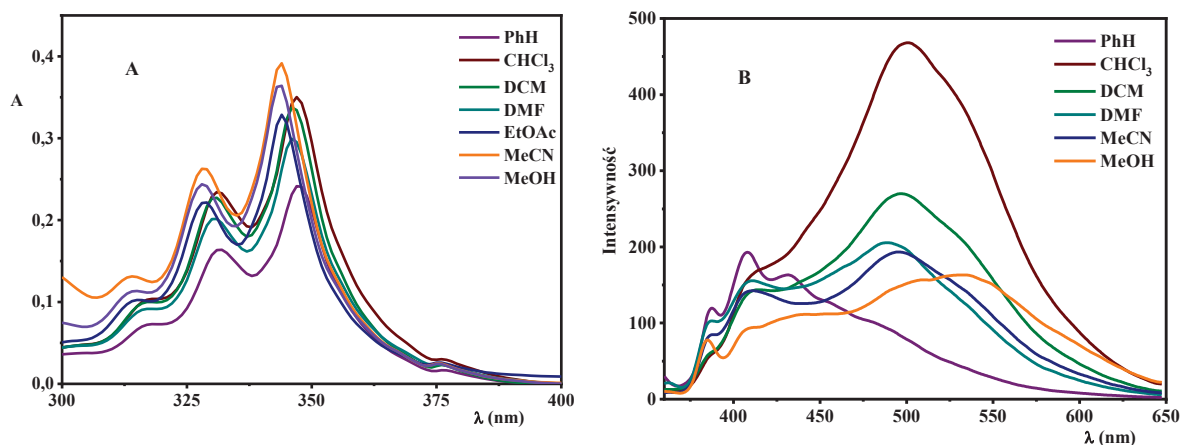 A
A
0,4
0,3
0,2
0,1
0,0
300
325
350
375
400
λ (nm)
PhH
CHCl₃
DCM
DMF
EtOAc
MeCN
MeOH
B
Intensywność
500
400
300
200
100
0
400
450
500
550
600
650
λ (nm)
PhH
CHCl₃
DCM
DMF
MeCN
MeOH